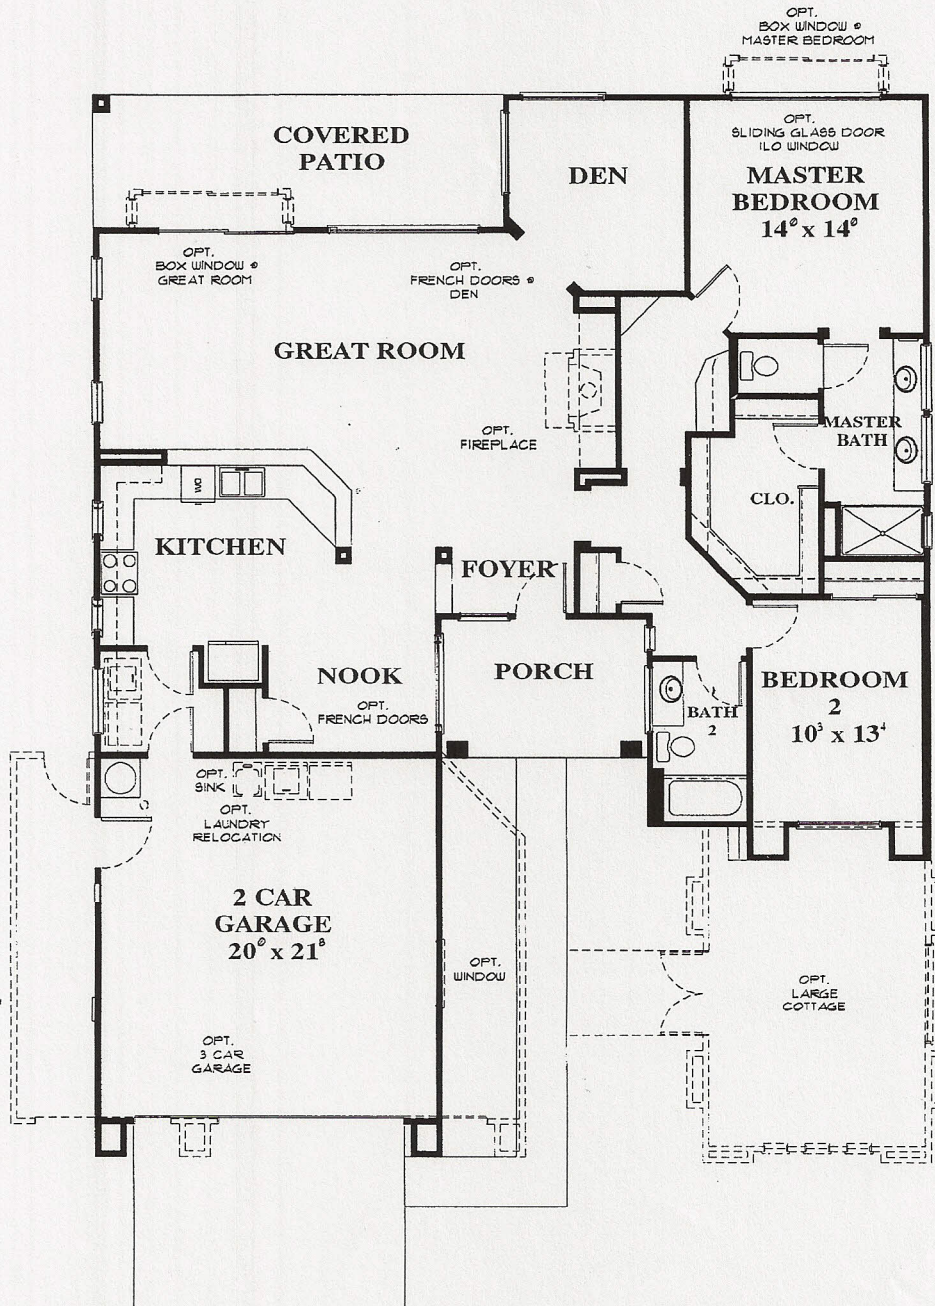 OPT.
BOX WINDOW @
MASTER BEDROOM
COVERED
PATIO
DEN
OPT.
SLIDING GLASS DOOR
ILO WINDOW
MASTER
BEDROOM
14⁰ x 14⁰
OPT.
BOX WINDOW @
GREAT ROOM
OPT.
FRENCH DOORS @
DEN
GREAT ROOM
OPT.
FIREPLACE
MASTER
BATH
CLO.
DW
KITCHEN
FOYER
NOOK
OPT.
FRENCH DOORS
PORCH
BATH
2
BEDROOM
2
10³ x 13⁴
OPT.
SINK
OPT.
LAUNDRY
RELOCATION
2 CAR
GARAGE
20⁰ x 21⁸
OPT.
WINDOW
OPT.
LARGE
COTTAGE
OPT.
3 CAR
GARAGE